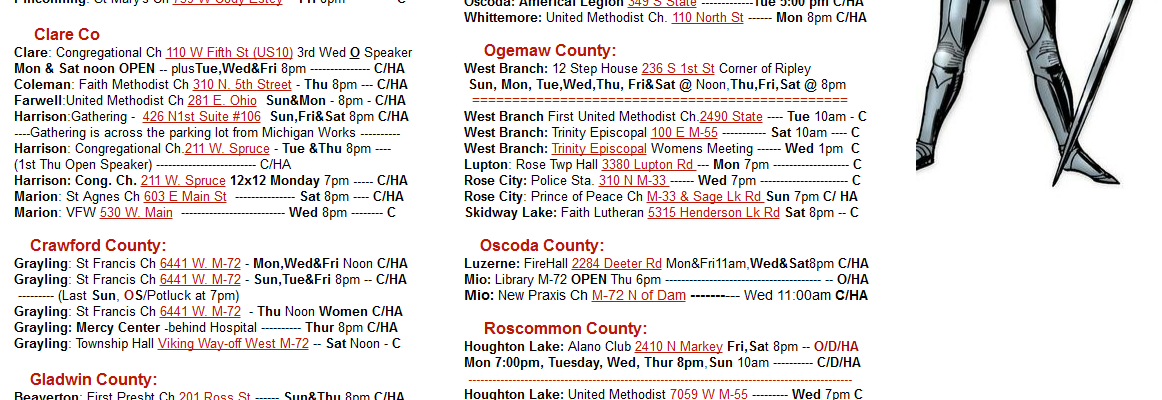 Pinconning: St Mary's Ch 799 W Cody Estey -- Fri 8pm ---------- C
Clare Co
Clare: Congregational Ch 110 W Fifth St (US10) 3rd Wed O Speaker
Mon & Sat noon OPEN -- plusTue,Wed&Fri 8pm --------------- C/HA
Coleman: Faith Methodist Ch 310 N. 5th Street - Thu 8pm --- C/HA
Farwell:United Methodist Ch 281 E. Ohio Sun&Mon - 8pm - C/HA
Harrison:Gathering - 426 N1st Suite #106 Sun,Fri&Sat 8pm C/HA
----Gathering is across the parking lot from Michigan Works ----------
Harrison: Congregational Ch.211 W. Spruce - Tue &Thu 8pm ----
(1st Thu Open Speaker) ------------------------ C/HA
Harrison: Cong. Ch. 211 W. Spruce 12x12 Monday 7pm ----- C/HA
Marion: St Agnes Ch 603 E Main St --------------- Sat 8pm ---- C/HA
Marion: VFW 530 W. Main -------------------------- Wed 8pm -------- C
Crawford County:
Grayling: St Francis Ch 6441 W. M-72 - Mon,Wed&Fri Noon C/HA
Grayling: St Francis Ch 6441 W. M-72 - Sun,Tue&Fri 8pm -- C/HA
--------- (Last Sun, OS/Potluck at 7pm)
Grayling: St Francis Ch 6441 W. M-72 - Thu Noon Women C/HA
Grayling: Mercy Center -behind Hospital ---------- Thur 8pm C/HA
Grayling: Township Hall Viking Way-off West M-72 -- Sat Noon - C
Gladwin County:
Beaverton: First Presbt Ch 201 Ross St ------ Sun&Thu 8pm C/HA
Oscoda: Americal Legion 349 S State -----------Tue 5:00 pm C/HA
Whittemore: United Methodist Ch. 110 North St ------ Mon 8pm C/HA
Ogemaw County:
West Branch: 12 Step House 236 S 1st St Corner of Ripley
Sun, Mon, Tue,Wed,Thu, Fri&Sat @ Noon,Thu,Fri,Sat @ 8pm
==================================================
West Branch First United Methodist Ch.2490 State ---- Tue 10am - C
West Branch: Trinity Episcopal 100 E M-55 ----------- Sat 10am ---- C
West Branch: Trinity Episcopal Womens Meeting ------ Wed 1pm C
Lupton: Rose Twp Hall 3380 Lupton Rd --- Mon 7pm ------------------ C
Rose City: Police Sta. 310 N M-33 ------ Wed 7pm ------------------ C
Rose City: Prince of Peace Ch M-33 & Sage Lk Rd Sun 7pm C/ HA
Skidway Lake: Faith Lutheran 5315 Henderson Lk Rd Sat 8pm -- C
Oscoda County:
Luzerne: FireHall 2284 Deeter Rd Mon&Fri11am,Wed&Sat8pm C/HA
Mio: Library M-72 OPEN Thu 6pm ---------------------------------------- -- O/HA
Mio: New Praxis Ch M-72 N of Dam ---------- Wed 11:00am C/HA
Roscommon County:
Houghton Lake: Alano Club 2410 N Markey Fri,Sat 8pm -- O/D/HA
Mon 7:00pm, Tuesday, Wed, Thur 8pm,Sun 10am ---------- C/D/HA
------------------------------------------------------------------------------------------------
Houghton Lake: United Methodist 7059 W M-55 --------- Wed 7pm C